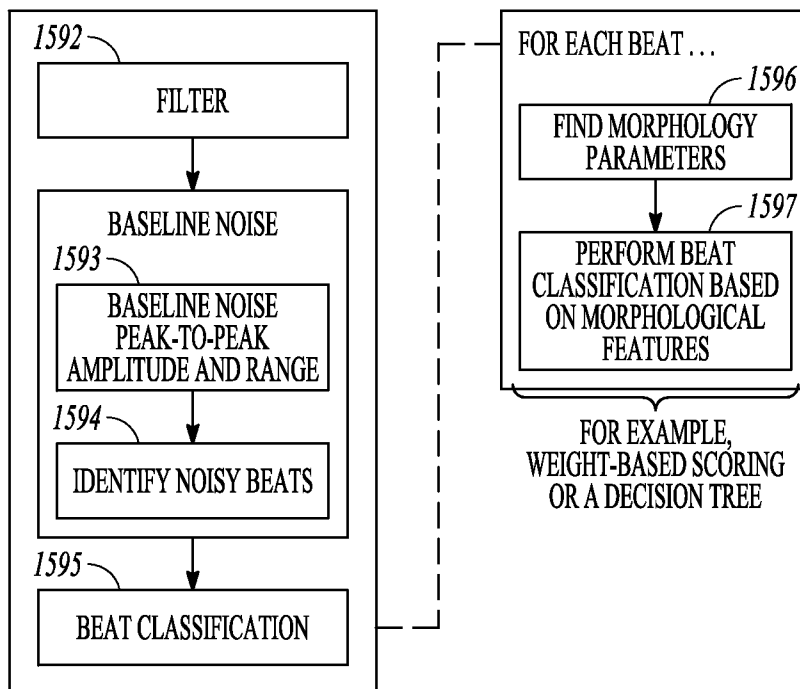 1592
FILTER
BASELINE NOISE
1593
BASELINE NOISE
PEAK-TO-PEAK
AMPLITUDE AND RANGE
1594
IDENTIFY NOISY BEATS
1595
BEAT CLASSIFICATION
FOR EACH BEAT . . .
1596
FIND MORPHOLOGY
PARAMETERS
1597
PERFORM BEAT
CLASSIFICATION BASED
ON MORPHOLOGICAL
FEATURES
FOR EXAMPLE,
WEIGHT-BASED SCORING
OR A DECISION TREE